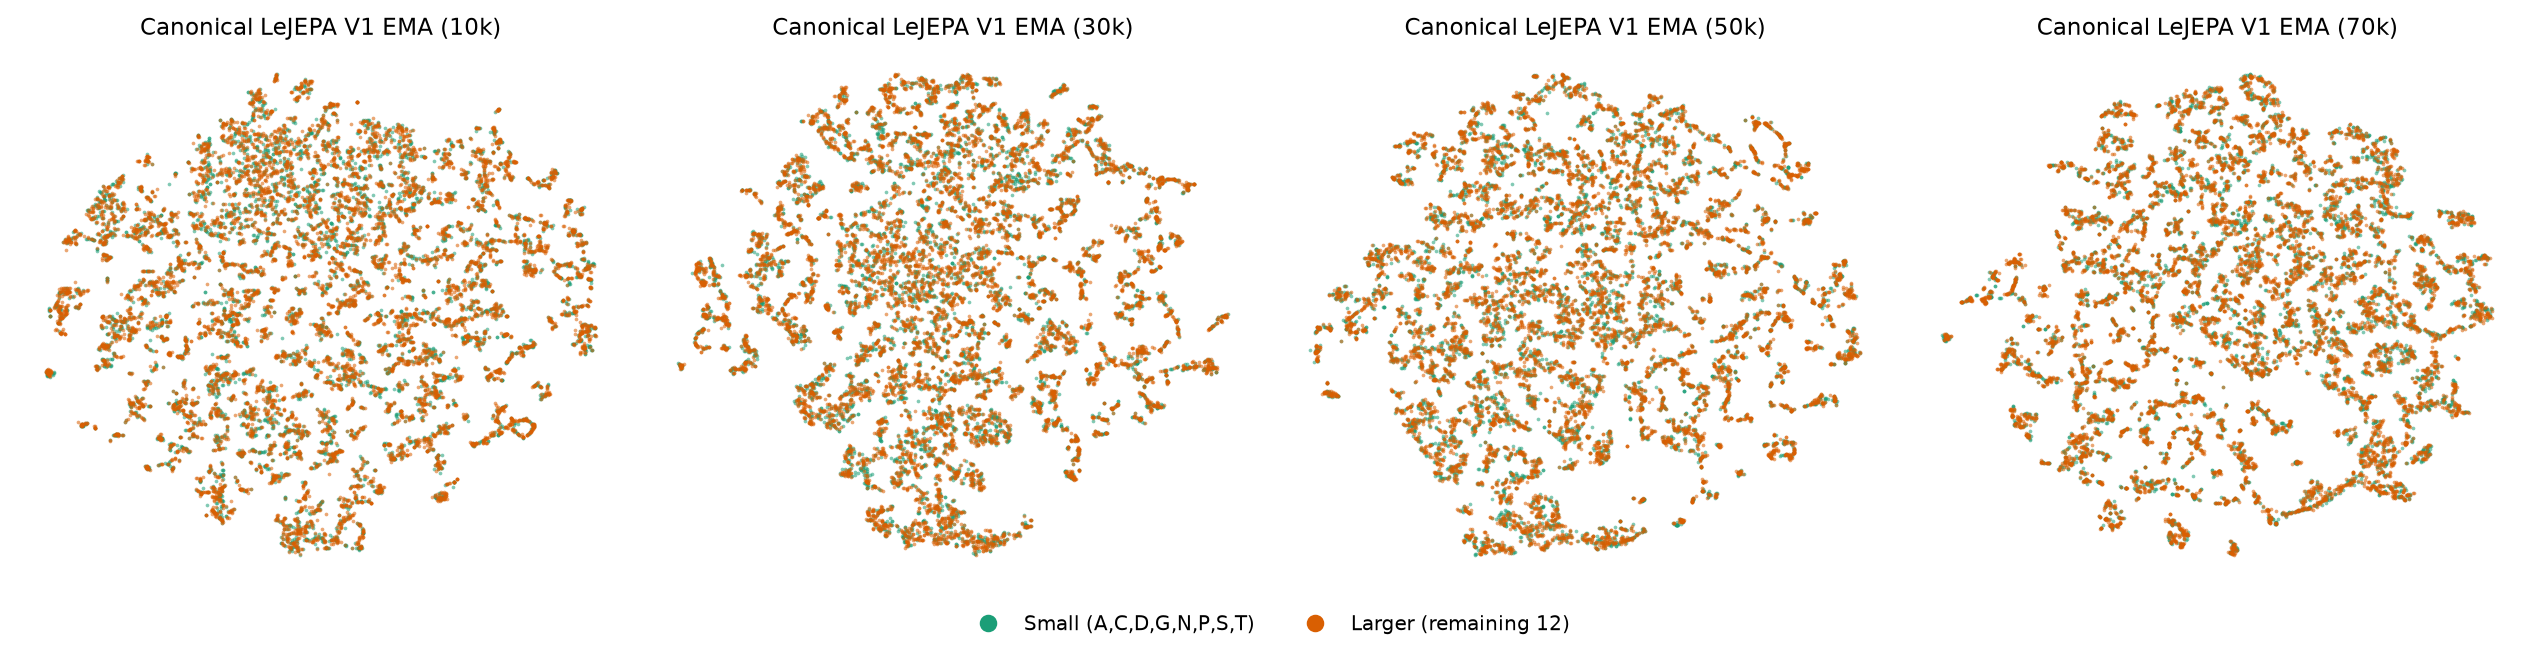 Canonical LeJEPA V1 EMA (10k)
Canonical LeJEPA V1 EMA (30k)
Canonical LeJEPA V1 EMA (50k)
Canonical LeJEPA V1 EMA (70k)
Small (A,C,D,G,N,P,S,T)
Larger (remaining 12)